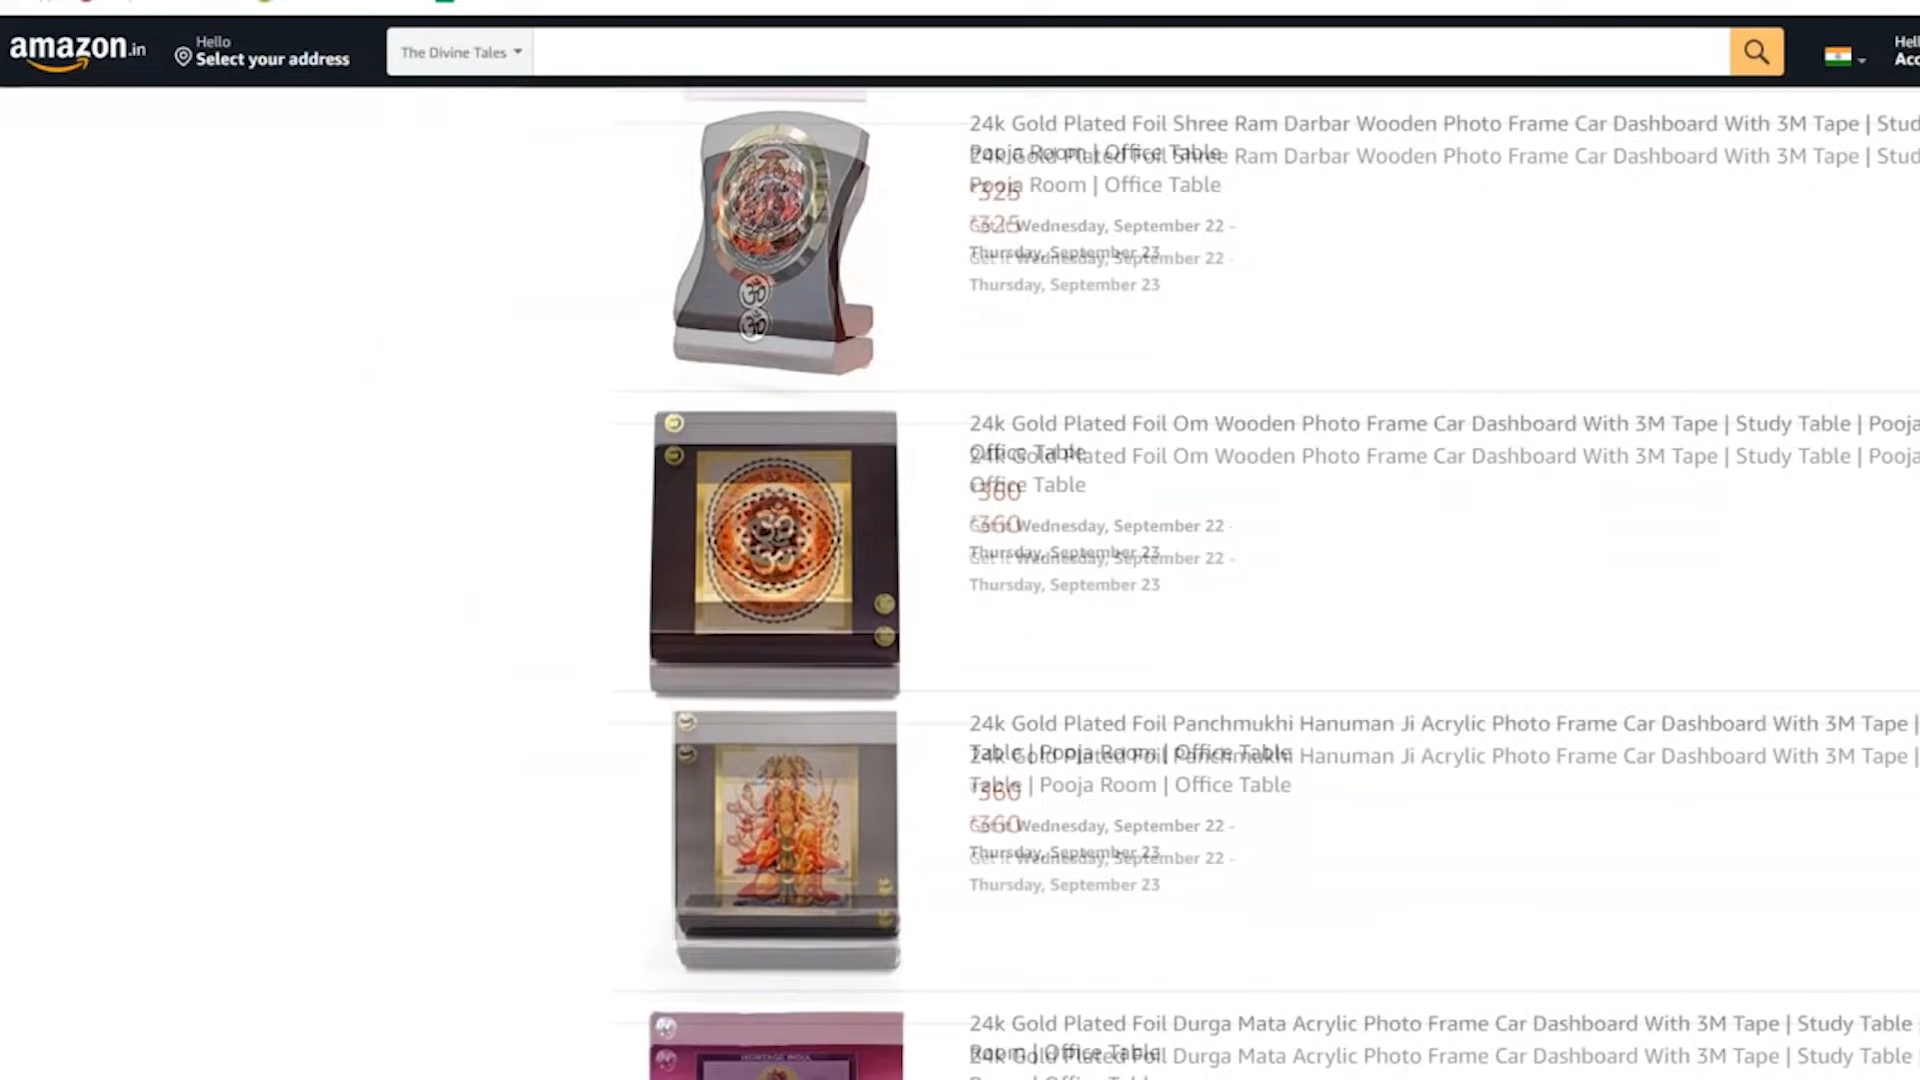 amazon.in
Hello
Select your address
The Divine Tales
24k Gold Plated Foil Shree Ram Darbar Wooden Photo Frame Car Dashboard With 3M Tape | Stud
Pooja Room | Office Table
24k Gold Plated Foil Shree Ram Darbar Wooden Photo Frame Car Dashboard With 3M Tape | Stud
Pooja Room | Office Table
325
325
Get it Wednesday, September 22 -
Thursday, September 23
Get it Wednesday, September 22 -
Thursday, September 23
ॐ
ॐ
24k Gold Plated Foil Om Wooden Photo Frame Car Dashboard With 3M Tape | Study Table | Pooja
Office Table
24k Gold Plated Foil Om Wooden Photo Frame Car Dashboard With 3M Tape | Study Table | Pooja
Office Table
360
360
Get it Wednesday, September 22 -
Thursday, September 23
Get it Wednesday, September 22 -
Thursday, September 23
24k Gold Plated Foil Panchmukhi Hanuman Ji Acrylic Photo Frame Car Dashboard With 3M Tape |
Table | Pooja Room | Office Table
24k Gold Plated Foil Panchmukhi Hanuman Ji Acrylic Photo Frame Car Dashboard With 3M Tape |
Table | Pooja Room | Office Table
360
360
Get it Wednesday, September 22 -
Thursday, September 23
Get it Wednesday, September 22 -
Thursday, September 23
HERITAGE INDIA
24k Gold Plated Foil Durga Mata Acrylic Photo Frame Car Dashboard With 3M Tape | Study Table
Room | Office Table
24k Gold Plated Foil Durga Mata Acrylic Photo Frame Car Dashboard With 3M Tape | Study Table